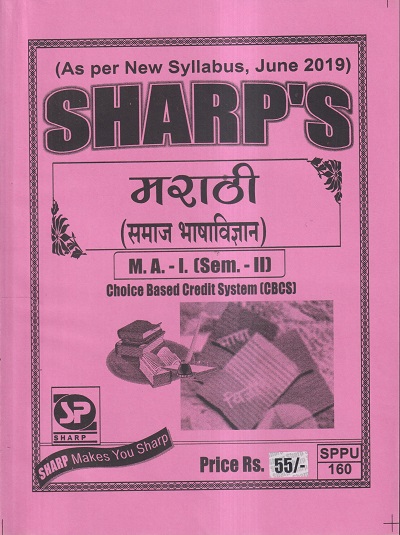 (As per New Syllabus, June 2019)
SHARP'S
मराठी
(समाज भाषाविज्ञान)
M. A. - I. (Sem. - II)
Choice Based Credit System (CBCS)
SP
SHARP
SHARP Makes You Sharp
Price Rs. 55/-
SPPU
160